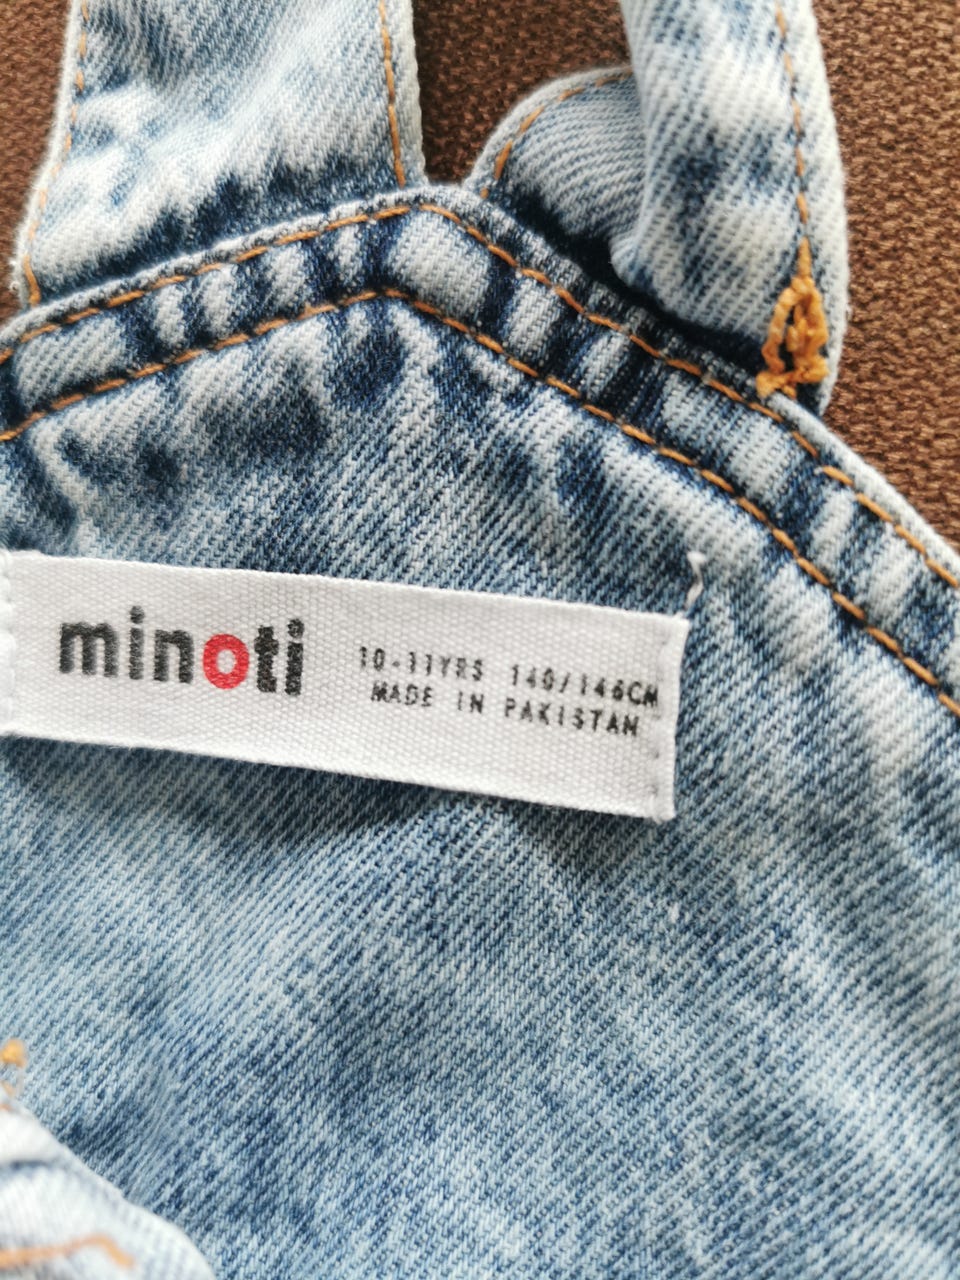 minoti
10-11YRS 140/146CM
MADE IN PAKISTAN